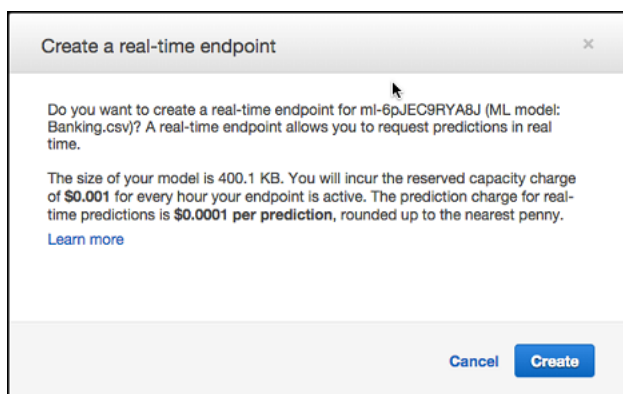 Create a real-time endpoint
×
Do you want to create a real-time endpoint for ml-6pJEC9RYA8J (ML model:
Banking.csv)? A real-time endpoint allows you to request predictions in real
time.
The size of your model is 400.1 KB. You will incur the reserved capacity charge
of $0.001 for every hour your endpoint is active. The prediction charge for real-
time predictions is $0.0001 per prediction, rounded up to the nearest penny.
Learn more
Cancel
Create